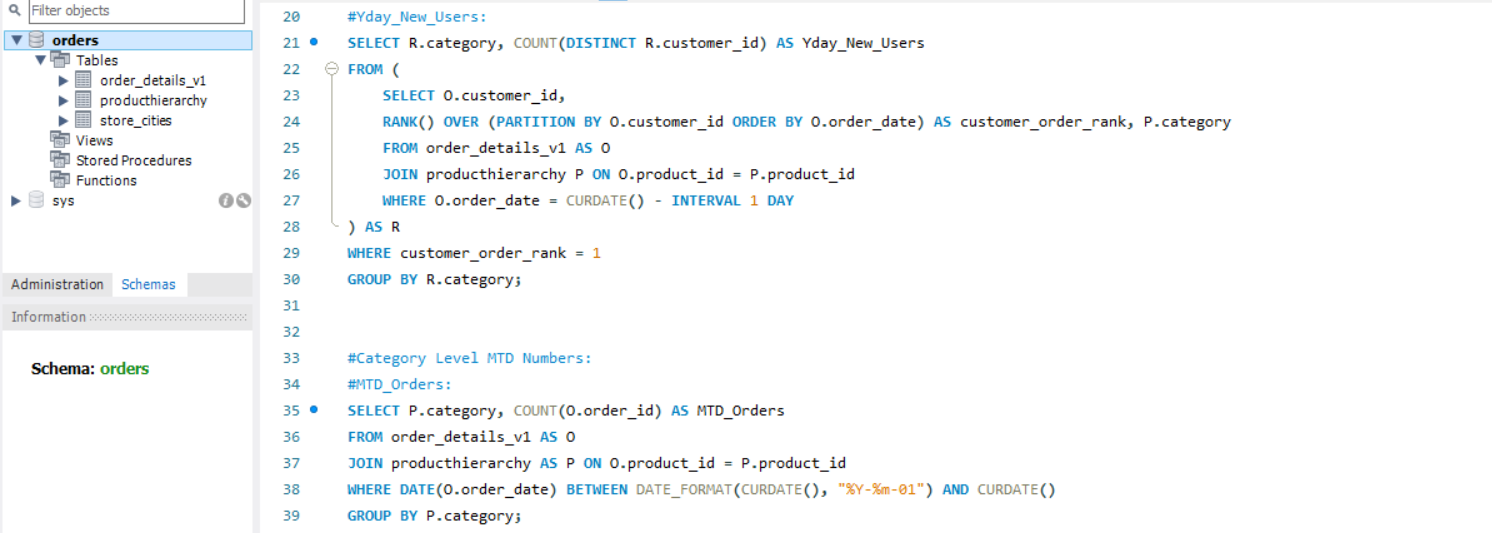 Filter objects
orders
Tables
order_details_v1
producthierarchy
store_cities
Views
Stored Procedures
Functions
sys
Administration Schemas
Information
Schema: orders
20 #Yday_New_Users:
21 SELECT R.category, COUNT(DISTINCT R.customer_id) AS Yday_New_Users
22 FROM (
23 SELECT O.customer_id,
24 RANK() OVER (PARTITION BY O.customer_id ORDER BY O.order_date) AS customer_order_rank, P.category
25 FROM order_details_v1 AS O
26 JOIN producthierarchy P ON O.product_id = P.product_id
27 WHERE O.order_date = CURDATE() - INTERVAL 1 DAY
28 ) AS R
29 WHERE customer_order_rank = 1
30 GROUP BY R.category;
31
32
33 #Category Level MTD Numbers:
34 #MTD_Orders:
35 SELECT P.category, COUNT(O.order_id) AS MTD_Orders
36 FROM order_details_v1 AS O
37 JOIN producthierarchy AS P ON O.product_id = P.product_id
38 WHERE DATE(O.order_date) BETWEEN DATE_FORMAT(CURDATE(), "%Y-%m-01") AND CURDATE()
39 GROUP BY P.category;